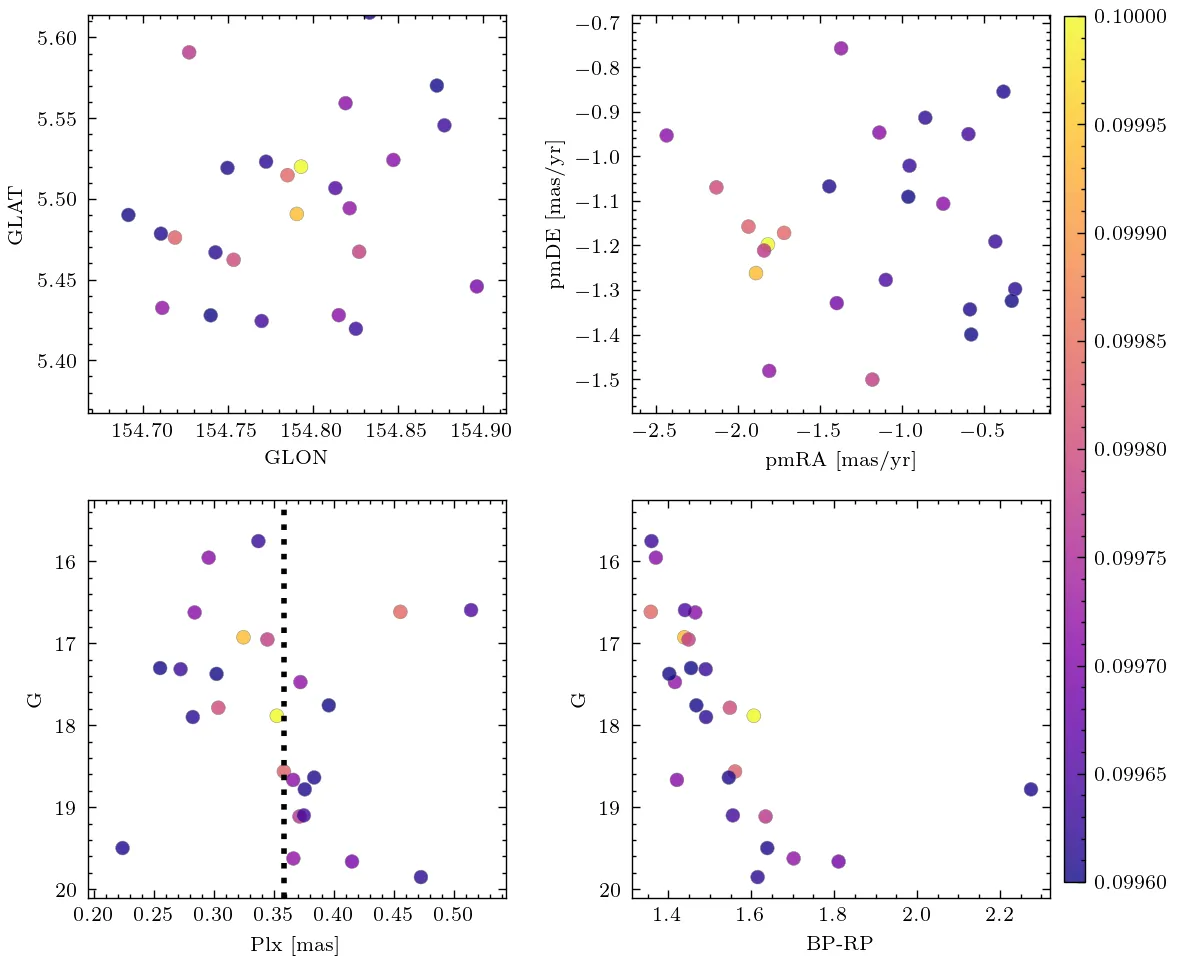 5.60
5.55
5.50
5.45
5.40
GLAT
154.70 154.75 154.80 154.85 154.90
GLON
−0.7
−0.8
−0.9
−1.0
−1.1
−1.2
−1.3
−1.4
−1.5
pmDE [mas/yr]
−2.5 −2.0 −1.5 −1.0 −0.5
pmRA [mas/yr]
0.10000
0.09995
0.09990
0.09985
0.09980
0.09975
0.09970
0.09965
0.09960
16
17
18
19
20
G
0.20 0.25 0.30 0.35 0.40 0.45 0.50
Plx [mas]
16
17
18
19
20
G
1.4 1.6 1.8 2.0 2.2
BP-RP